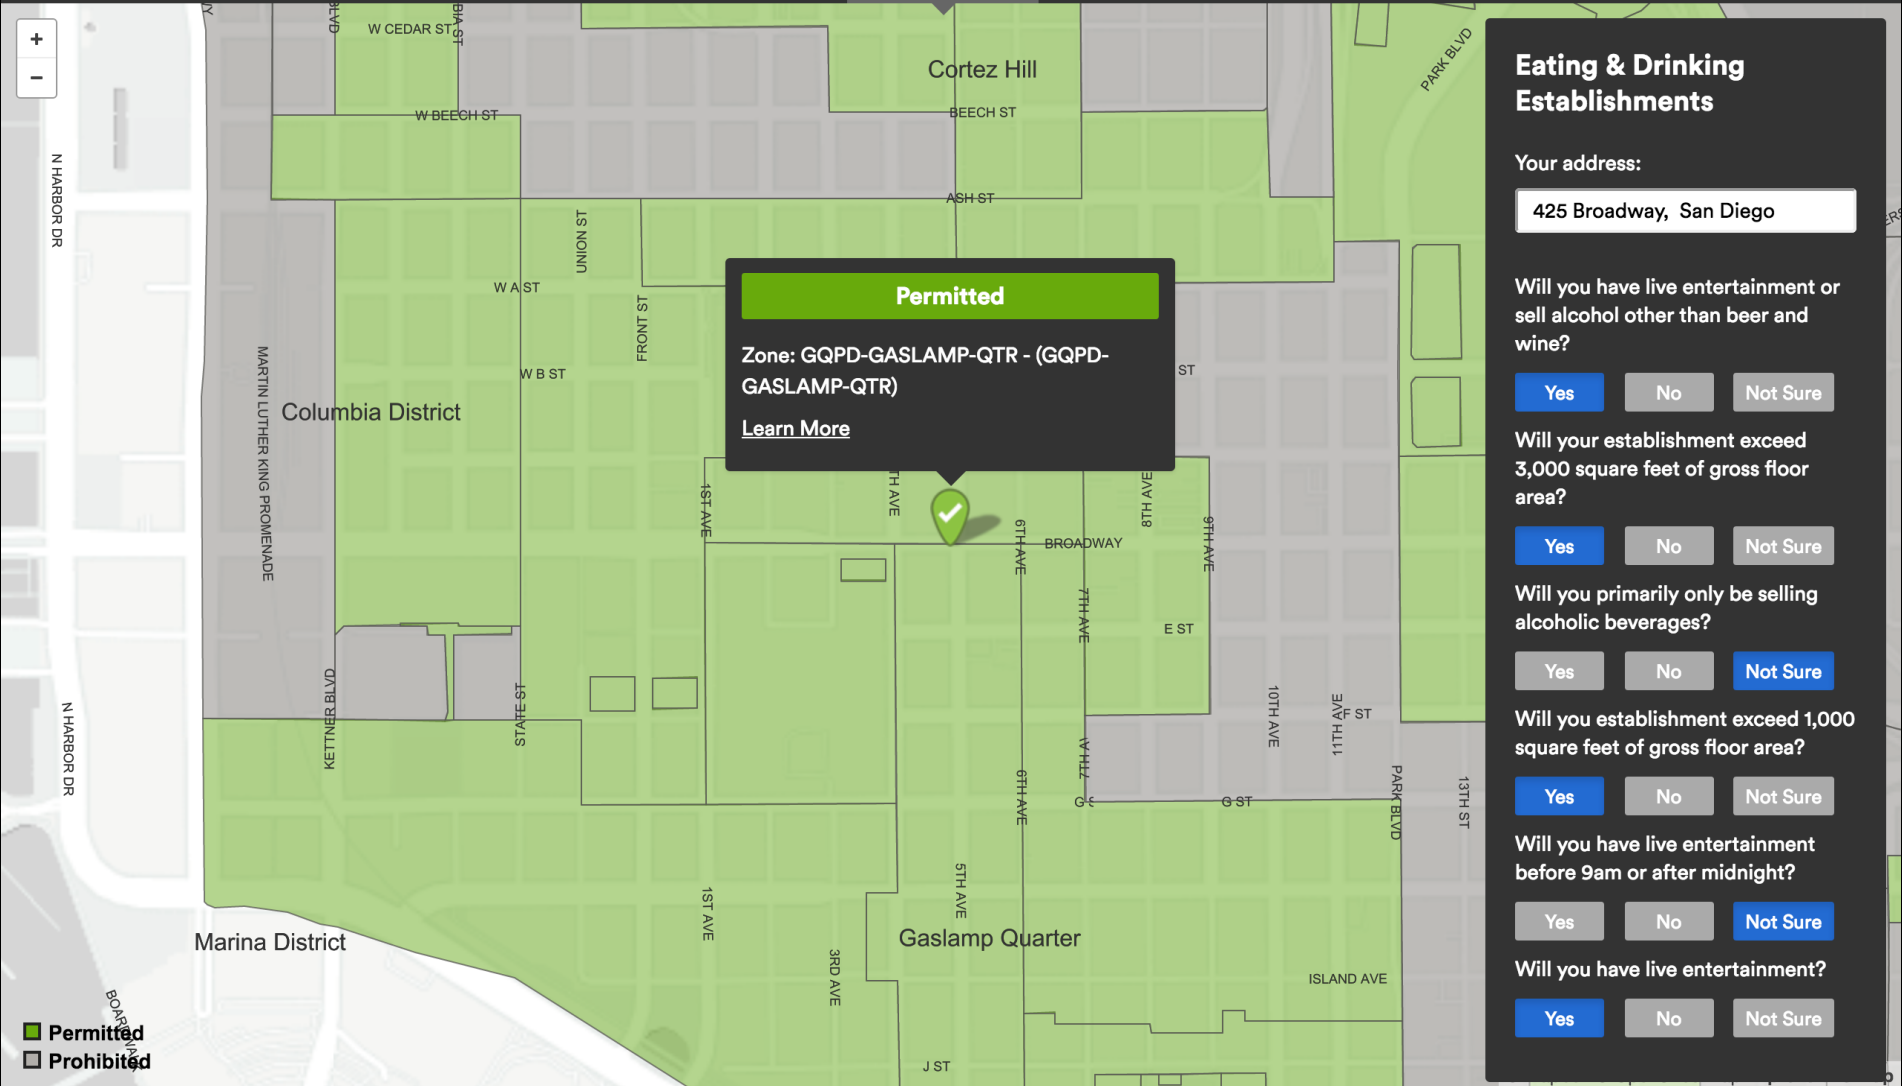 +
−
BLVD
W CEDAR ST
BIA ST
Cortez Hill
PARK BLVD
W BEECH ST
BEECH ST
N HARBOR DR
ASH ST
UNION ST
W A ST
FRONT ST
W B ST
MARTIN LUTHER KING PROMENADE
Columbia District
Permitted
Zone: GQPD-GASLAMP-QTR - (GQPD-
GASLAMP-QTR)
Learn More
ST
1ST AVE
TH AVE
6TH AVE
BROADWAY
8TH AVE
9TH AVE
7TH AVE
E ST
KETTNER BLVD
STATE ST
N HARBOR DR
10TH AVE
11TH AVE
F ST
7TH A
6TH AVE
G S
G ST
PARK BLVD
13TH ST
1ST AVE
5TH AVE
3RD AVE
Marina District
Gaslamp Quarter
ISLAND AVE
J ST
Permitted
Prohibited
Eating & Drinking
Establishments
Your address:
425 Broadway,  San Diego
Will you have live entertainment or
sell alcohol other than beer and
wine?
Yes No Not Sure
Will your establishment exceed
3,000 square feet of gross floor
area?
Yes No Not Sure
Will you primarily only be selling
alcoholic beverages?
Yes No Not Sure
Will you establishment exceed 1,000
square feet of gross floor area?
Yes No Not Sure
Will you have live entertainment
before 9am or after midnight?
Yes No Not Sure
Will you have live entertainment?
Yes No Not Sure